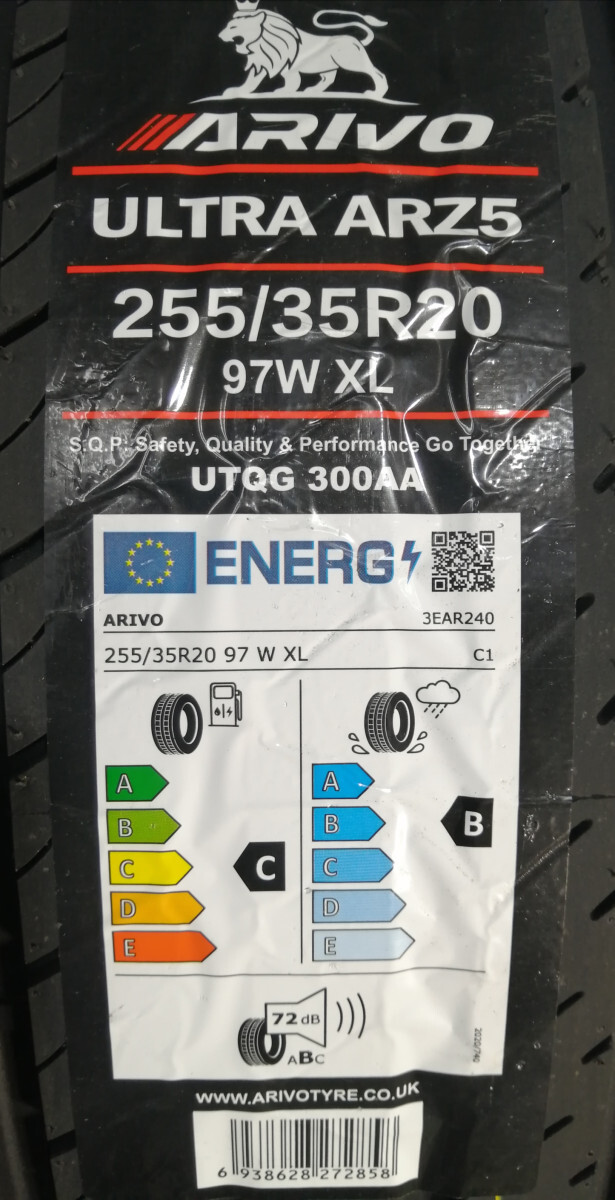 ARIVO
ULTRA ARZ5
255/35R20
97W XL
S.Q.P: Safety, Quality & Performance Go Together
UTQG 300AA
ENERG
ARIVO 3EAR240
255/35R20 97 W XL C1
A A
B B B
C C C
D D
E E
72 dB
ABC
2020/740
WWW.ARIVOTYRE.CO.UK
6 938628 272858